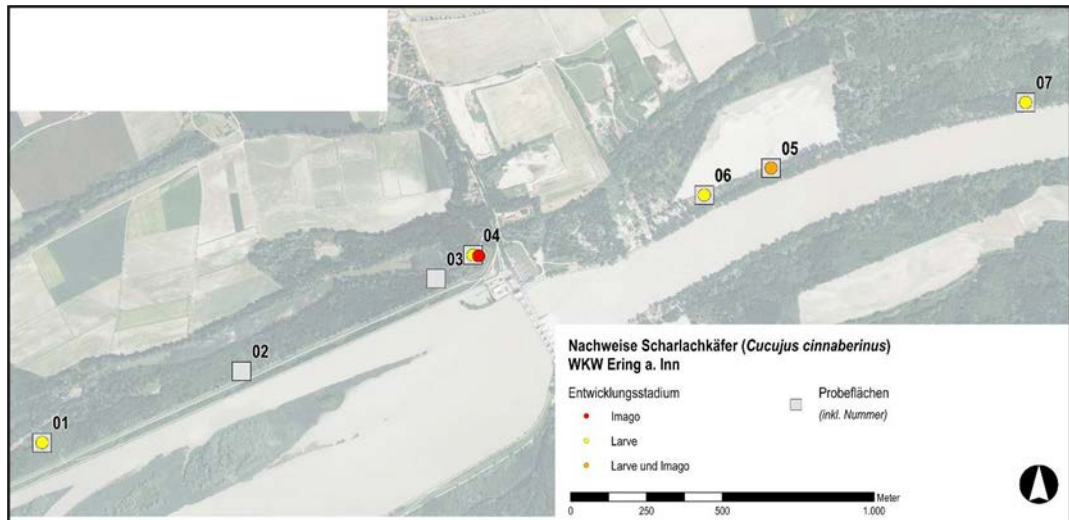 07
05
06
04
03
02
01
Nachweise Scharlachkäfer (Cucujus cinnaberinus)
WKW Ering a. Inn
Entwicklungsstadium
Probeflächen
(inkl. Nummer)
Imago
Larve
Larve und Imago
Meter
0 250 500 1.000